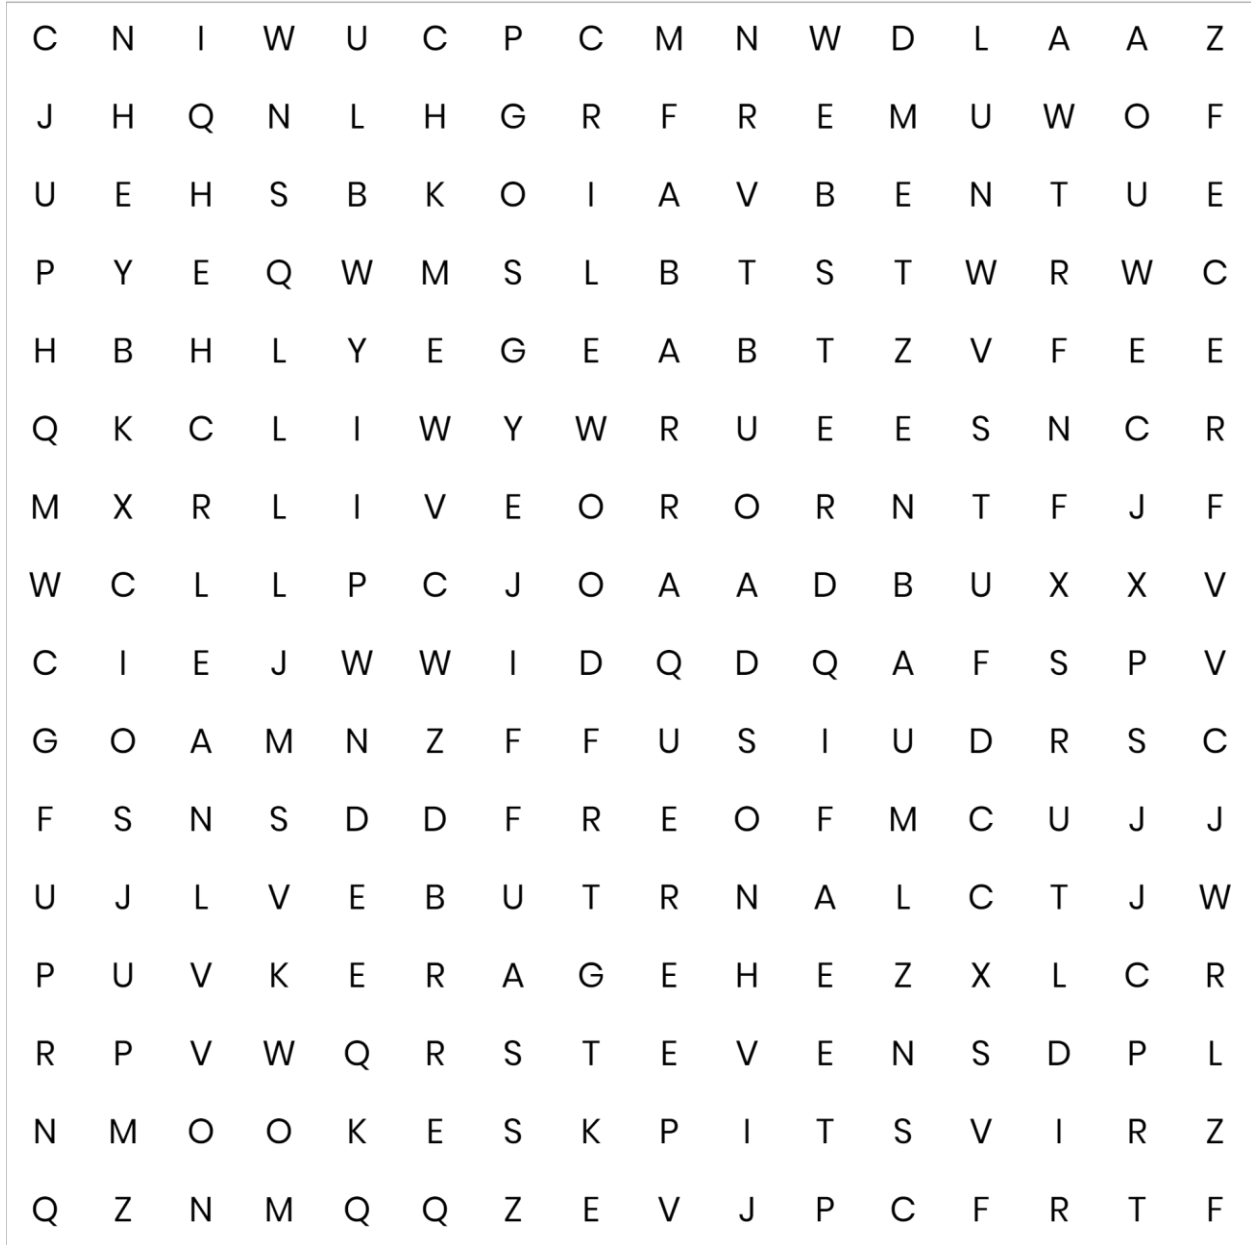 C N I W U C P C M N W D L A A Z
J H Q N L H G R F R E M U W O F
U E H S B K O I A V B E N T U E
P Y E Q W M S L B T S T W R W C
H B H L Y E G E A B T Z V F E E
Q K C L I W Y W R U E E S N C R
M X R L I V E O R O R N T F J F
W C L L P C J O A A D B U X X V
C I E J W W I D Q D Q A F S P V
G O A M N Z F F U S I U D R S C
F S N S D D F R E O F M C U J J
U J L V E B U T R N A L C T J W
P U V K E R A G E H E Z X L C R
R P V W Q R S T E V E N S D P L
N M O O K E S K P I T S V I R Z
Q Z N M Q Q Z E V J P C F R T F